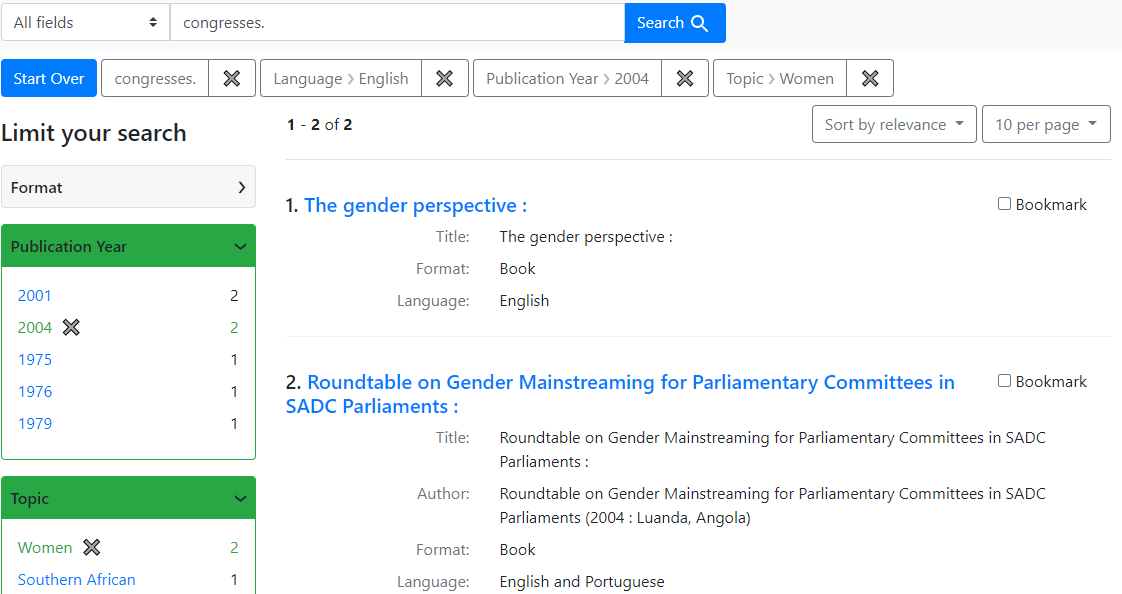 All fields
congresses.
Search
Start Over
congresses.
Language > English
Publication Year > 2004
Topic > Women
Limit your search
Format
Publication Year
2001 2
2004 2
1975 1
1976 1
1979 1
Topic
Women 2
Southern African 1
1 - 2 of 2
Sort by relevance
10 per page
1. The gender perspective :
Bookmark
Title: The gender perspective :
Format: Book
Language: English
2. Roundtable on Gender Mainstreaming for Parliamentary Committees in
SADC Parliaments :
Bookmark
Title: Roundtable on Gender Mainstreaming for Parliamentary Committees in SADC
Parliaments :
Author: Roundtable on Gender Mainstreaming for Parliamentary Committees in SADC
Parliaments (2004 : Luanda, Angola)
Format: Book
Language: English and Portuguese